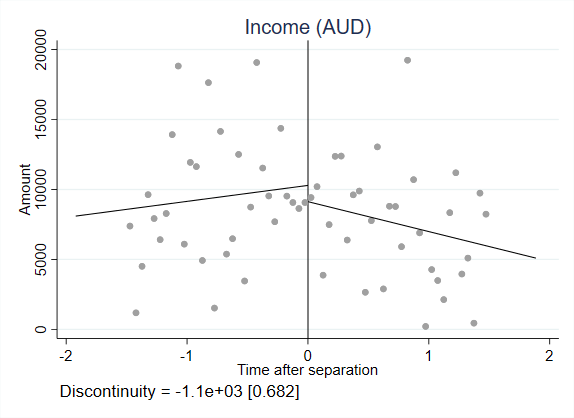 Income (AUD)
20000
15000
10000
5000
0
Amount
-2
-1
0
1
2
Time after separation
Discontinuity = -1.1e+03 [0.682]